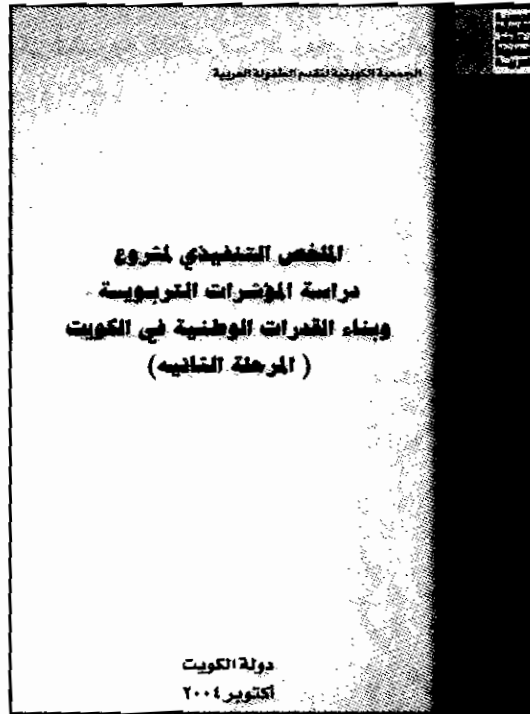 الجمعية الكويتية لتقدم الطفولة العربية
الملخص التنفيذي لمشروع
دراسة المؤشرات التربويـــة
وبناء القدرات الوطنية في الكويت
( المرحلة الثانيه)
دولة الكويت
أكتوبر ٢٠٠٤